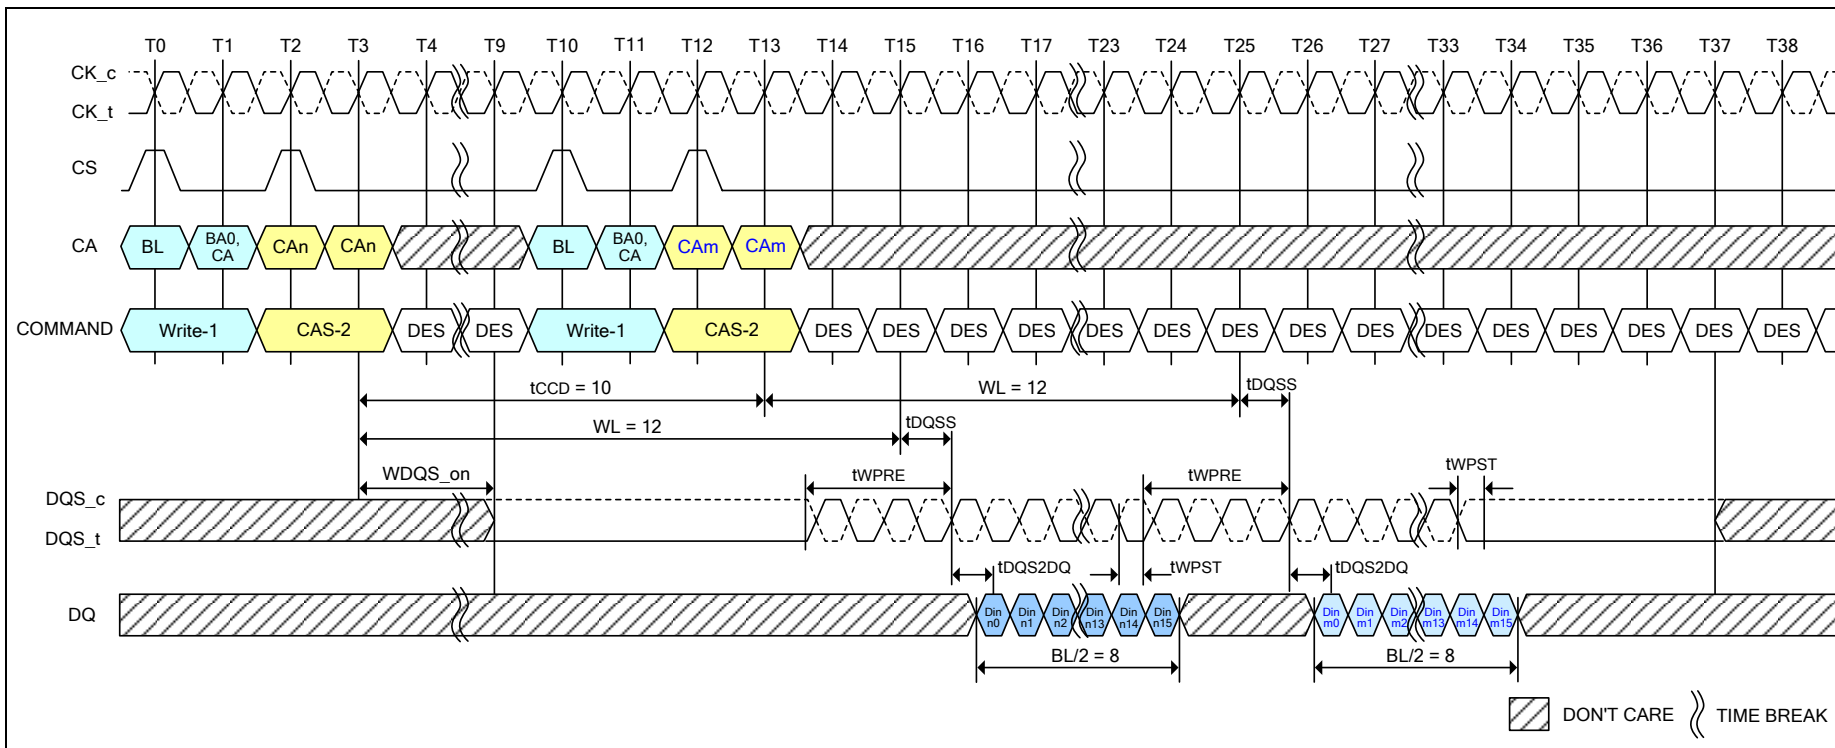 T0 T1 T2 T3 T4 T9 T10 T11 T12 T13 T14 T15 T16 T17 T23 T24 T25 T26 T27 T33 T34 T35 T36 T37 T38
CK_c
CK_t
CS
CA BL BA0, CA CAn CAn BL BA0, CA CAm CAm
COMMAND Write-1 CAS-2 DES DES Write-1 CAS-2 DES DES DES DES DES DES DES DES DES DES DES DES DES DES DES
tCCD = 10 WL = 12 tDQSS
WL = 12 tDQSS
WDQS_on tWPRE tWPRE tWPST
DQS_c
DQS_t
tDQS2DQ tWPST tDQS2DQ
DQ Din n0 Din n1 Din n2 Din n13 Din n14 Din n15 Din m0 Din m1 Din m2 Din m13 Din m14 Din m15
BL/2 = 8 BL/2 = 8
DON'T CARE TIME BREAK